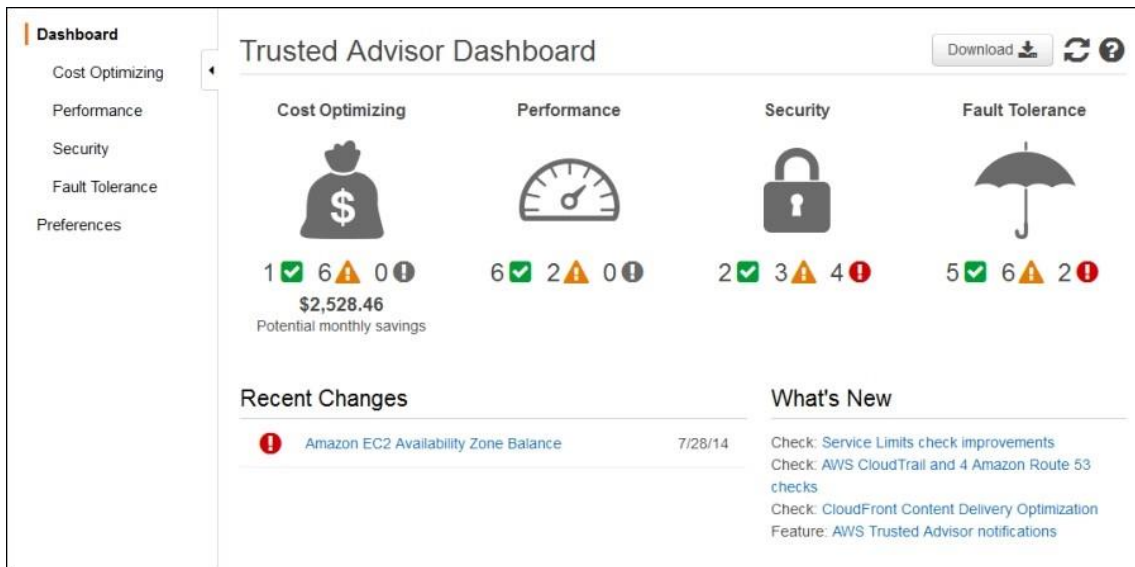 Dashboard
Cost Optimizing
Performance
Security
Fault Tolerance
Preferences
Trusted Advisor Dashboard
Download
Cost Optimizing
Performance
Security
Fault Tolerance
$
1 6 0
6 2 0
2 3 4
5 6 2
$2,528.46
Potential monthly savings
Recent Changes
Amazon EC2 Availability Zone Balance 7/28/14
What's New
Check: Service Limits check improvements
Check: AWS CloudTrail and 4 Amazon Route 53
checks
Check: CloudFront Content Delivery Optimization
Feature: AWS Trusted Advisor notifications